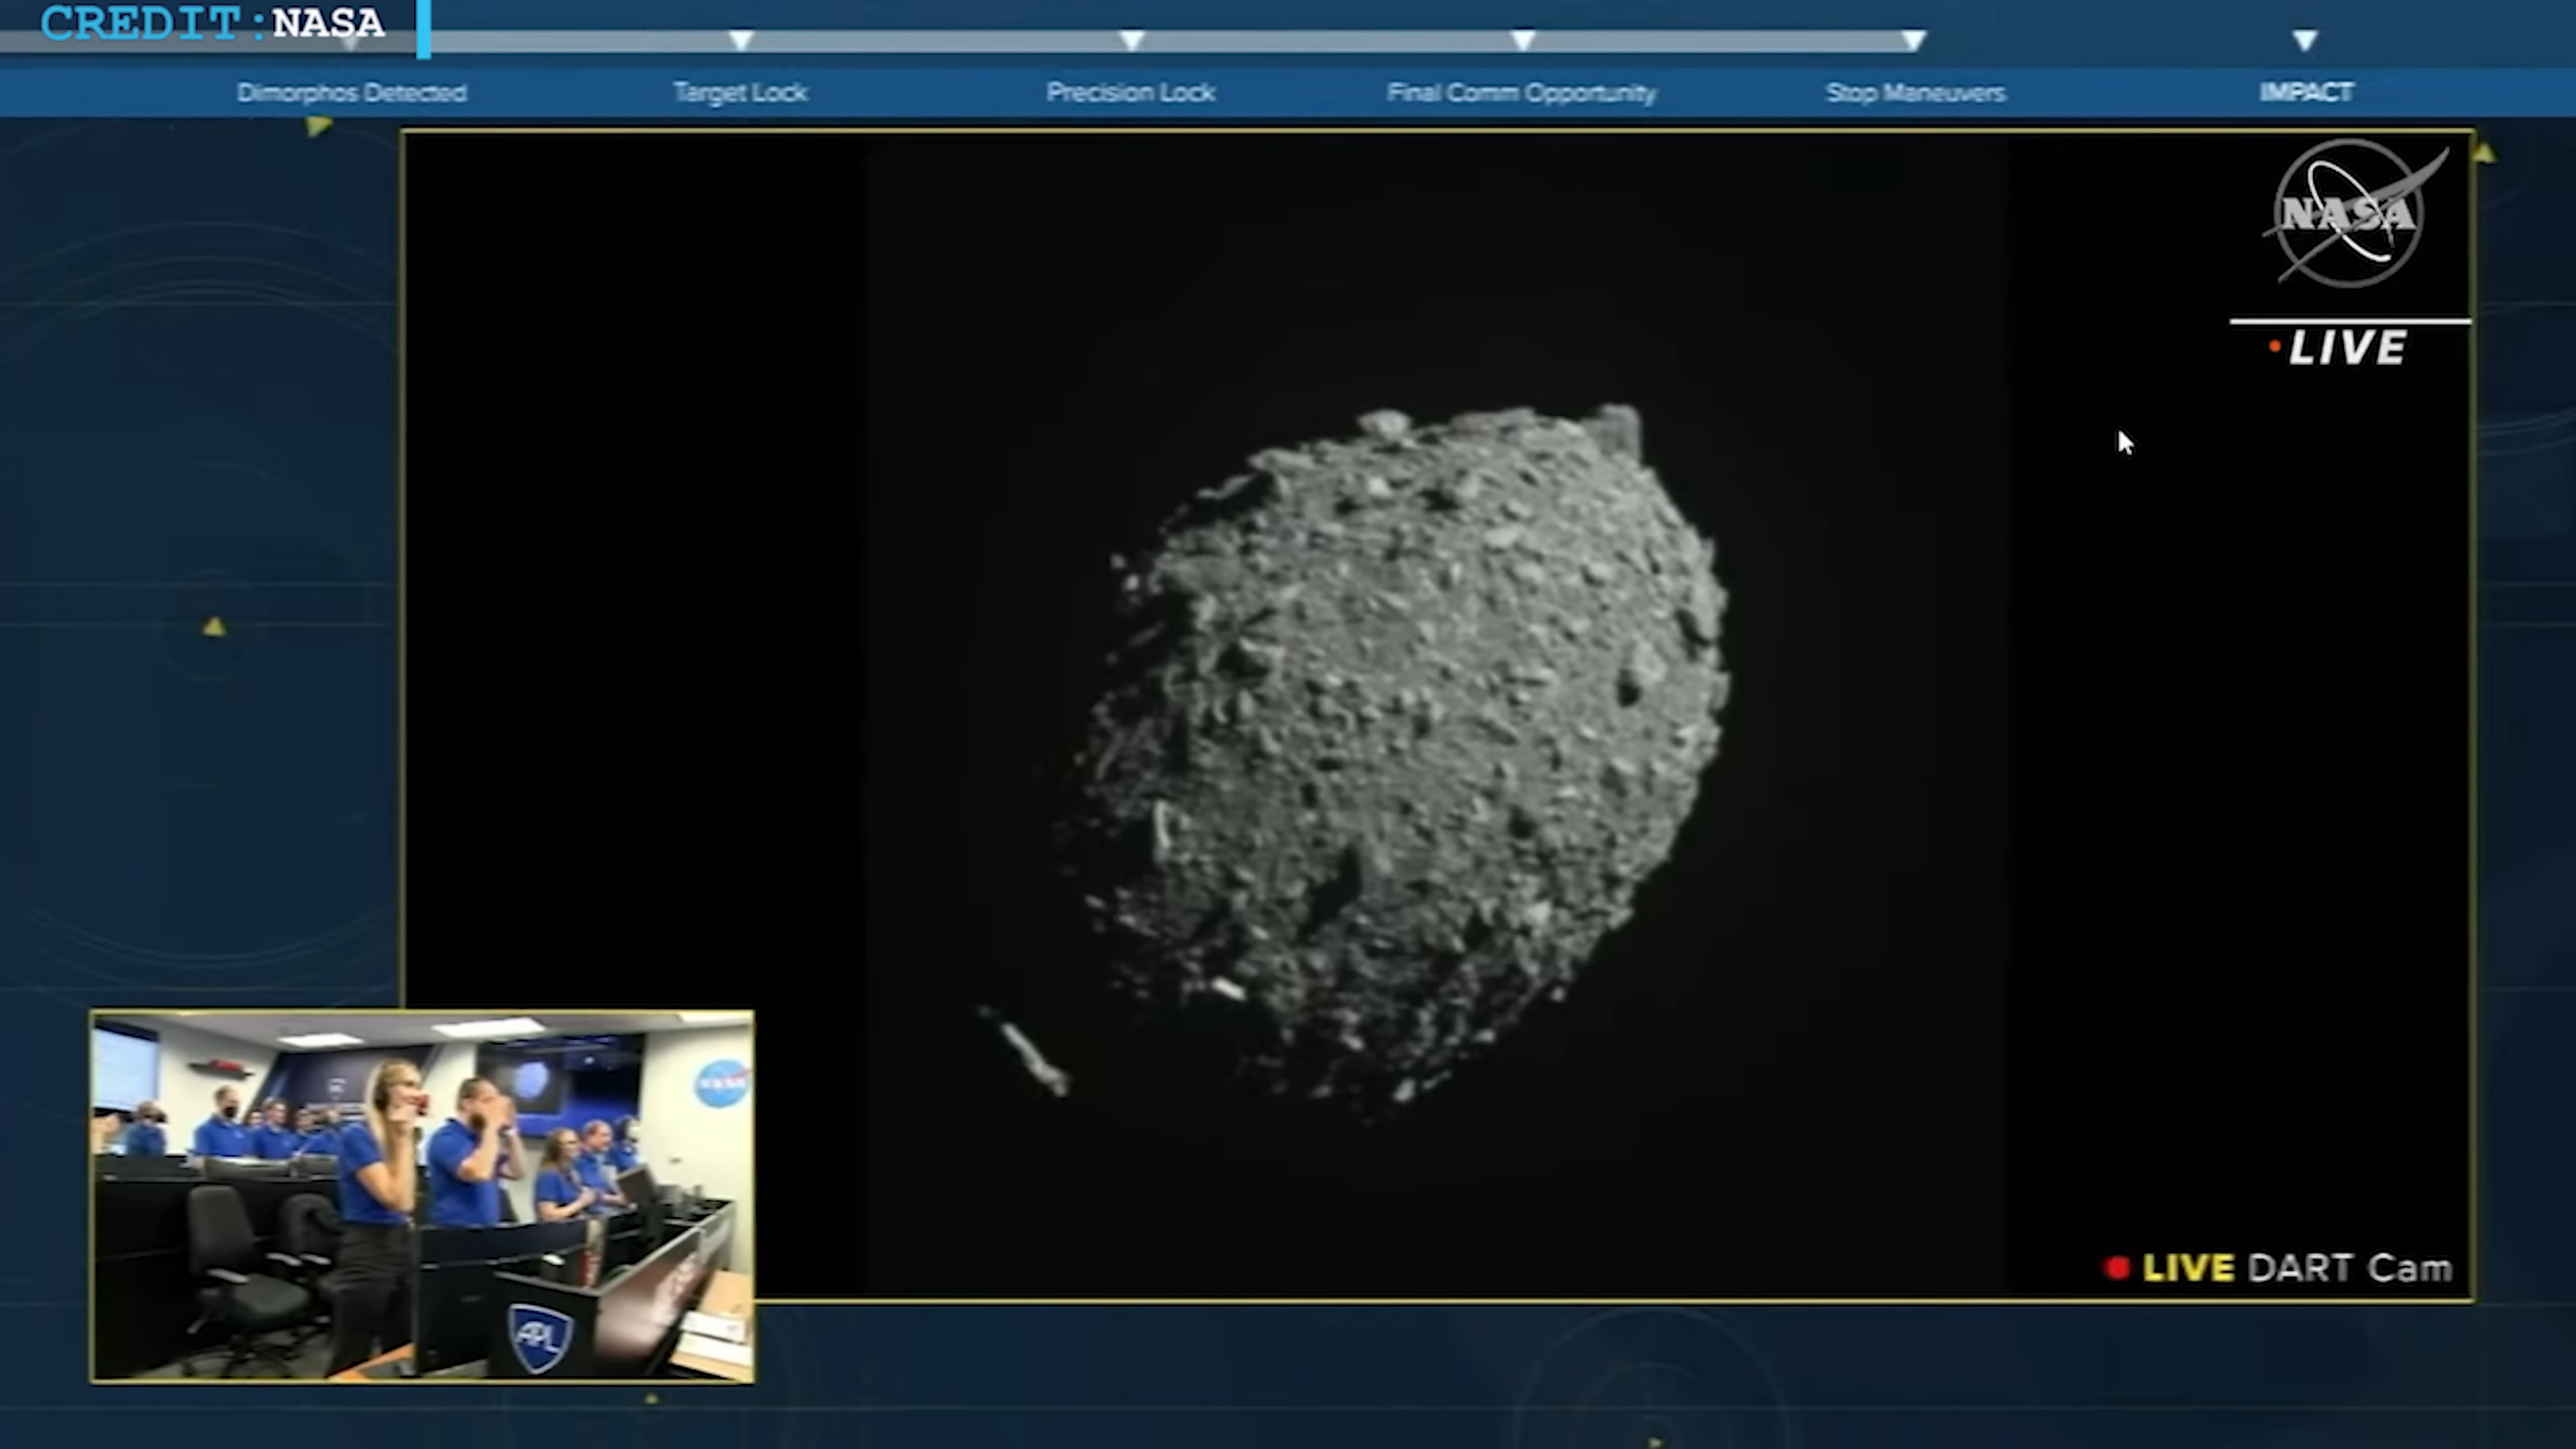 CREDIT:NASA
Dimorphos Detected
Target Lock
Precision Lock
Final Comm Opportunity
Stop Maneuvers
IMPACT
NASA
LIVE
NASA
APL
LIVE DART Cam